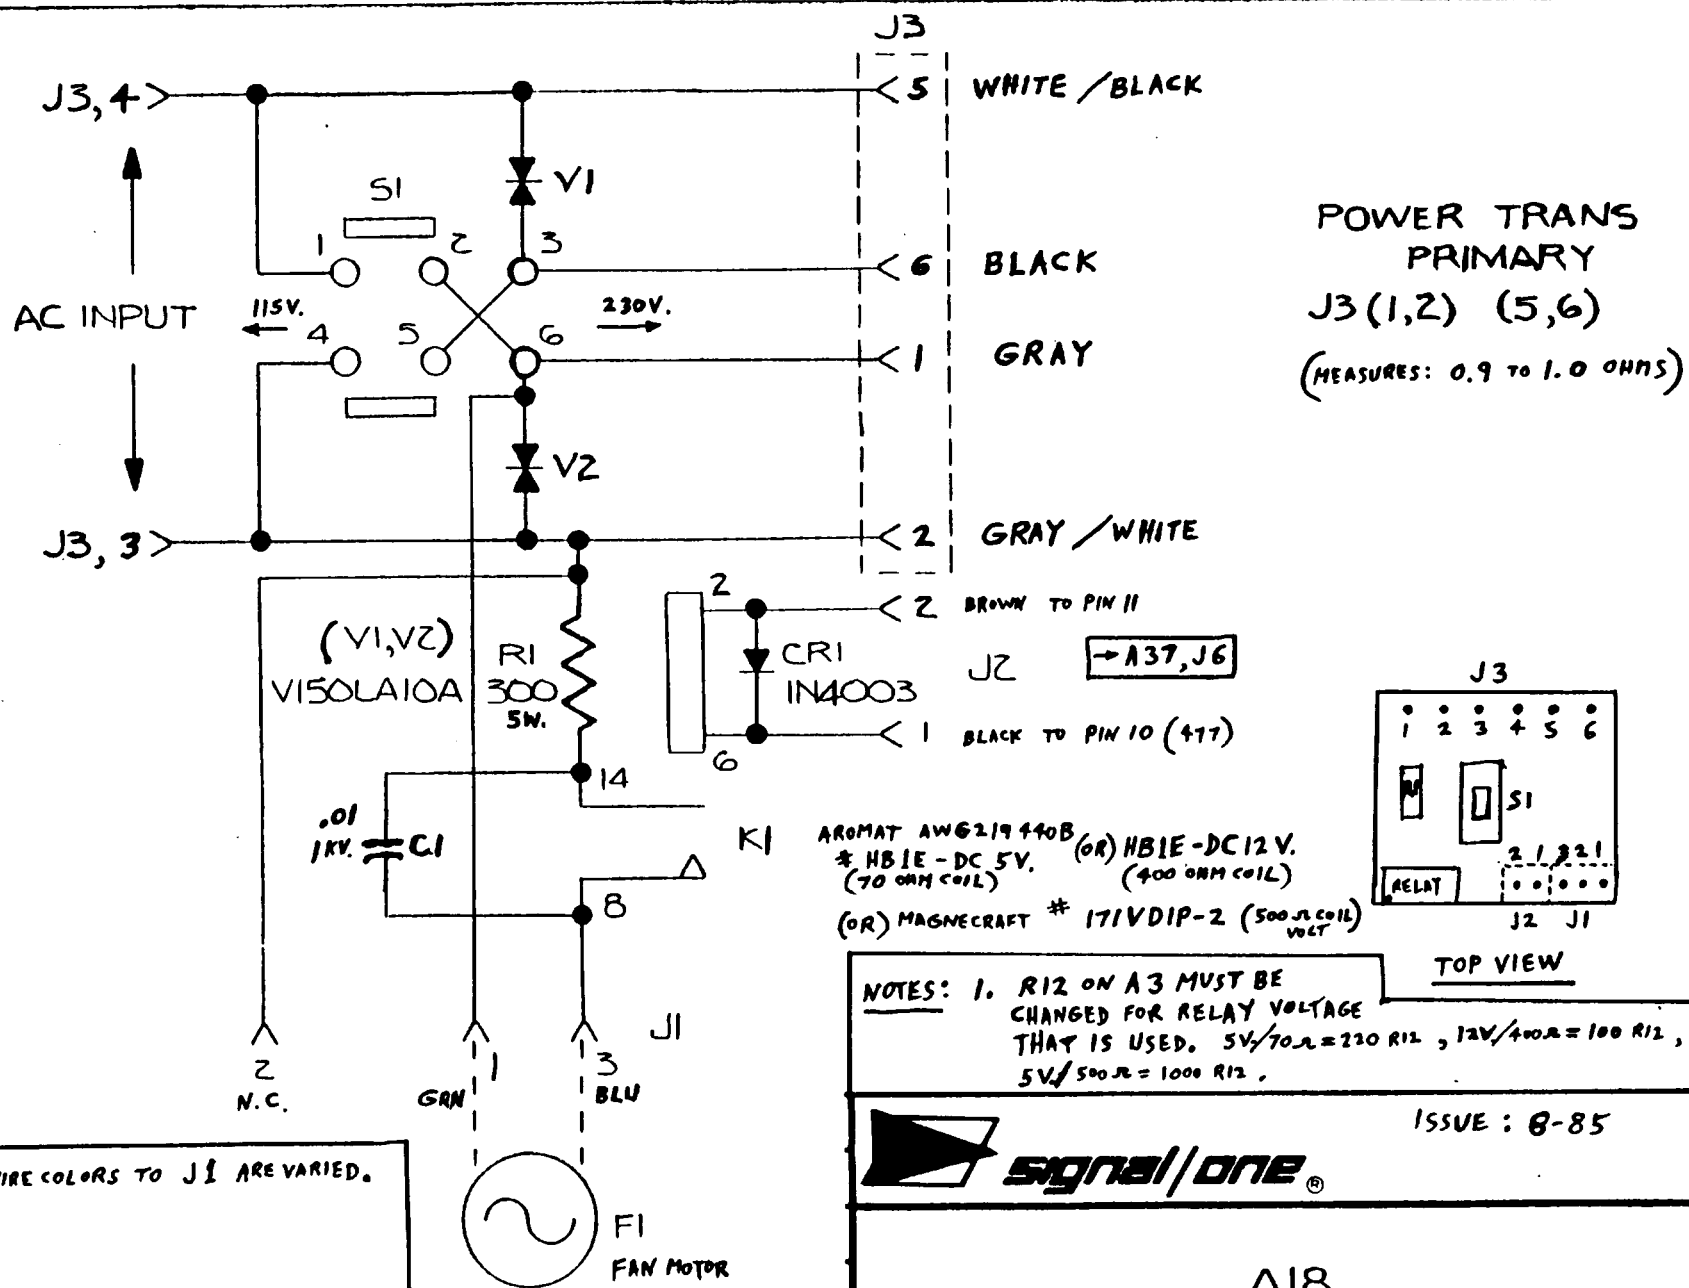 J3
J3, 4
5 WHITE / BLACK
V1
S1
1 2 3
6 BLACK
POWER TRANS
PRIMARY
J3 (1,2) (5,6)
(MEASURES: 0.9 TO 1.0 OHMS)
AC INPUT
115V.
230V.
4 5 6
1 GRAY
V2
J3, 3
2 GRAY / WHITE
2
2 BROWN TO PIN 11
(V1, V2)
V150LA10A
R1
300
5W.
CR1
1N4003
J2
→ A37, J6
1 BLACK TO PIN 10 (477)
6
14
.01
1KV.
C1
K1
8
AROMAT AWG219440B
* HB1E - DC 5V.
(70 OHM COIL)
(OR) HB1E-DC12V.
(400 OHM COIL)
(OR) MAGNECRAFT # 171VDIP-2 (500Ω COIL)
VOLT
J3
1 2 3 4 5 6
S1
2 1 3 2 1
RELAY
J2 J1
TOP VIEW
NOTES: 1. R12 ON A3 MUST BE
CHANGED FOR RELAY VOLTAGE
THAT IS USED. 5V/70Ω = 220 R12, 12V/400Ω = 100 R12,
5V/500Ω = 1000 R12.
J1
2
N.C.
1
GRN
3
BLU
F1
FAN MOTOR
IRE COLORS TO J1 ARE VARIED.
ISSUE : 8-85
signal/one ®
A18